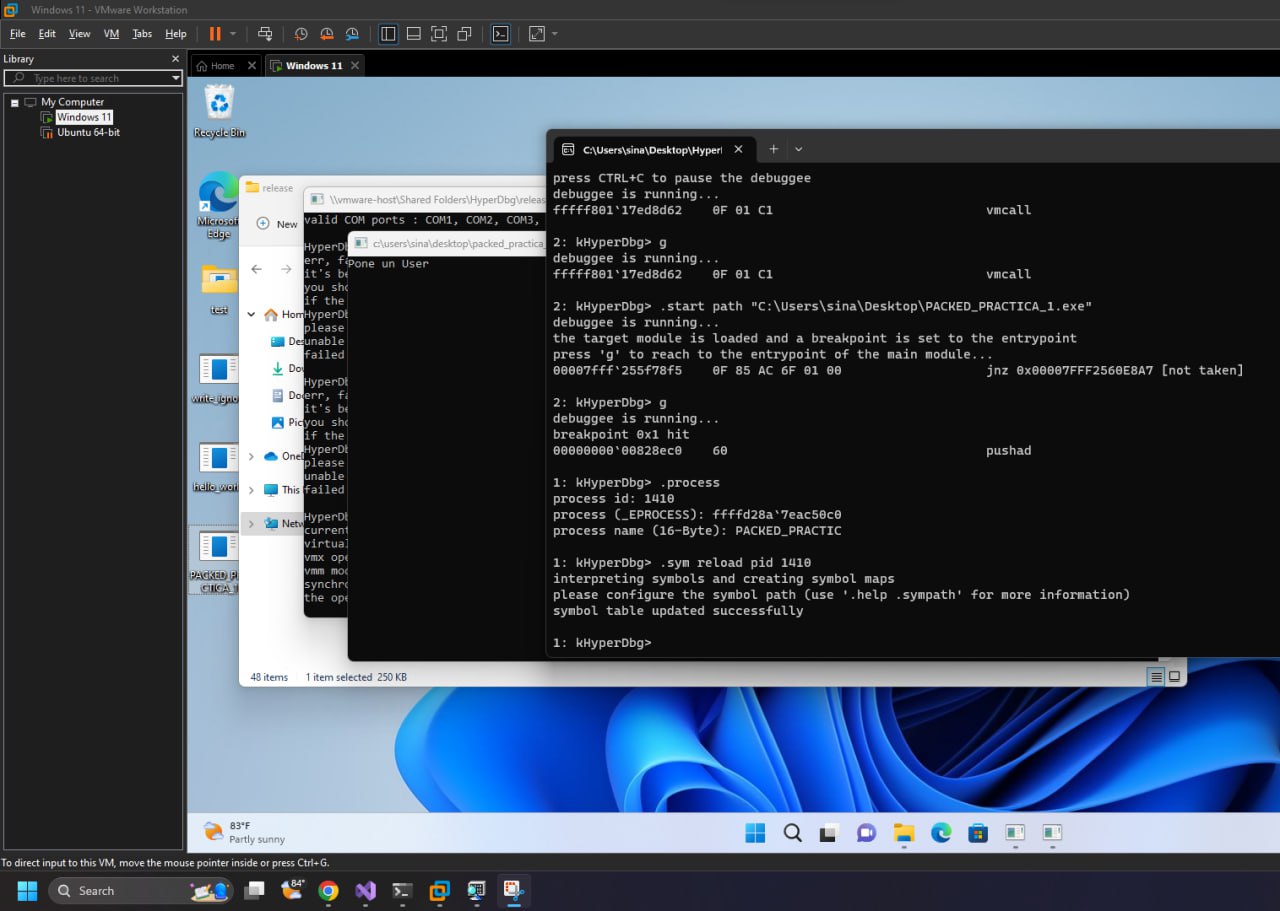 Windows 11 - VMware Workstation
File Edit View VM Tabs Help
Library
Type here to search
My Computer
Windows 11
Ubuntu 64-bit
Home
Windows 11
Recycle Bin
Microsoft
Edge
test
hello_wor
PACKED_P
CTICA_1
release
New
Hom
Des
Do
Do
Pic
One
This
Netw
48 items 1 item selected 250 KB
\\vmware-host\Shared Folders\HyperDbg\releas
valid COM ports : COM1, COM2, COM3,
HyperDb
err, fa
it's be
you sho
if the
HyperDb
please
unable
failed
HyperDb
err, fa
it's be
you sho
if the
HyperDb
please
unable
failed
HyperDb
current
virtual
vmx ope
vmm mod
synchro
the ope
c:\users\sina\desktop\packed_practica_
Pone un User
C:\Users\sina\Desktop\Hyper
press CTRL+C to pause the debuggee
debuggee is running...
fffff801`17ed8d62 0F 01 C1 vmcall
2: kHyperDbg> g
debuggee is running...
fffff801`17ed8d62 0F 01 C1 vmcall
2: kHyperDbg> .start path "C:\Users\sina\Desktop\PACKED_PRACTICA_1.exe"
debuggee is running...
the target module is loaded and a breakpoint is set to the entrypoint
press 'g' to reach to the entrypoint of the main module...
00007fff`255f78f5 0F 85 AC 6F 01 00 jnz 0x00007FFF2560E8A7 [not taken]
2: kHyperDbg> g
debuggee is running...
breakpoint 0x1 hit
00000000`00828ec0 60 pushad
1: kHyperDbg> .process
process id: 1410
process (_EPROCESS): ffffd28a`7eac50c0
process name (16-Byte): PACKED_PRACTIC
1: kHyperDbg> .sym reload pid 1410
interpreting symbols and creating symbol maps
please configure the symbol path (use '.help .sympath' for more information)
symbol table updated successfully
1: kHyperDbg>
83°F
Partly sunny
To direct input to this VM, move the mouse pointer inside or press Ctrl+G.
Search
84°